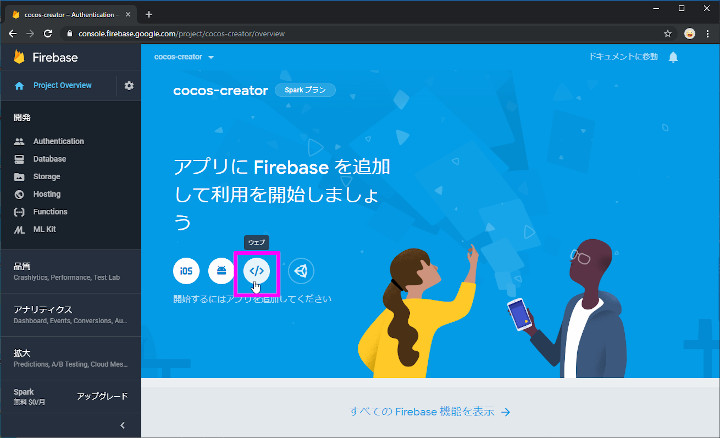 cocos-creator – Authentication –
console.firebase.google.com/project/cocos-creator/overview
Firebase
cocos-creator
ドキュメントに移動
Project Overview
cocos-creator
Spark プラン
開発
Authentication
Database
Storage
Hosting
Functions
ML Kit
アプリに Firebase を追加
して利用を開始しましょ
う
ウェブ
iOS
開始するにはアプリを追加してください
品質
Crashlytics, Performance, Test Lab
アナリティクス
Dashboard, Events, Conversions, Au...
拡大
Predictions, A/B Testing, Cloud Mes...
Spark
無料 $0/月
アップグレード
すべての Firebase 機能を表示